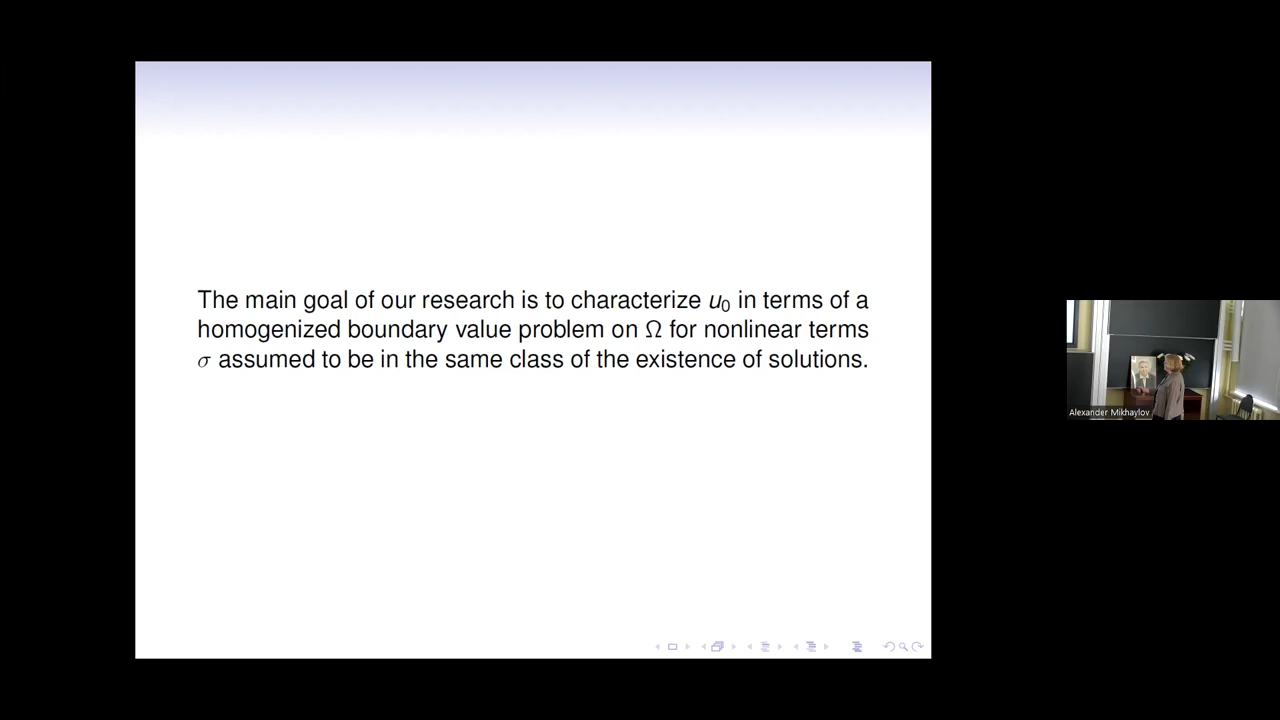 The main goal of our research is to characterize u₀ in terms of a
homogenized boundary value problem on Ω for nonlinear terms
σ assumed to be in the same class of the existence of solutions.
Alexander Mikhaylov